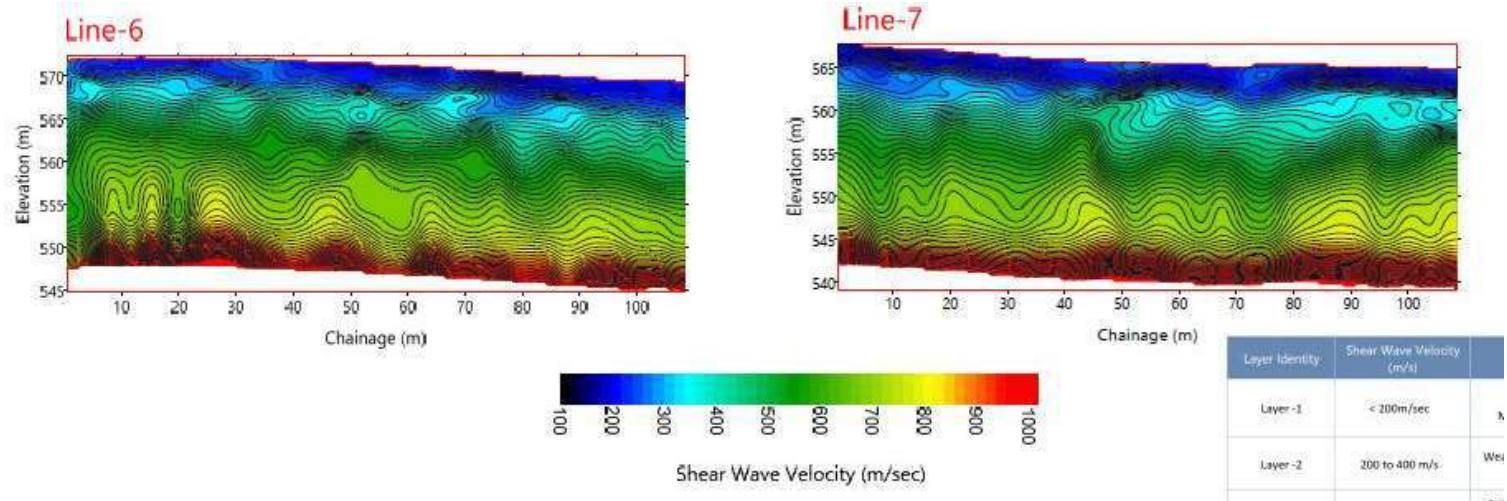 Line-6
570
565
560
555
550
545
Elevation (m)
10 20 30 40 50 60 70 80 90 100
Chainage (m)
Line-7
565
560
555
550
545
540
Elevation (m)
10 20 30 40 50 60 70 80 90 100
Chainage (m)
100 200 300 400 500 600 700 800 900 1000
Shear Wave Velocity (m/sec)
Layer Identity
Shear Wave Velocity
(m/s)
Layer -1
< 200m/sec
Layer -2
200 to 400 m/s